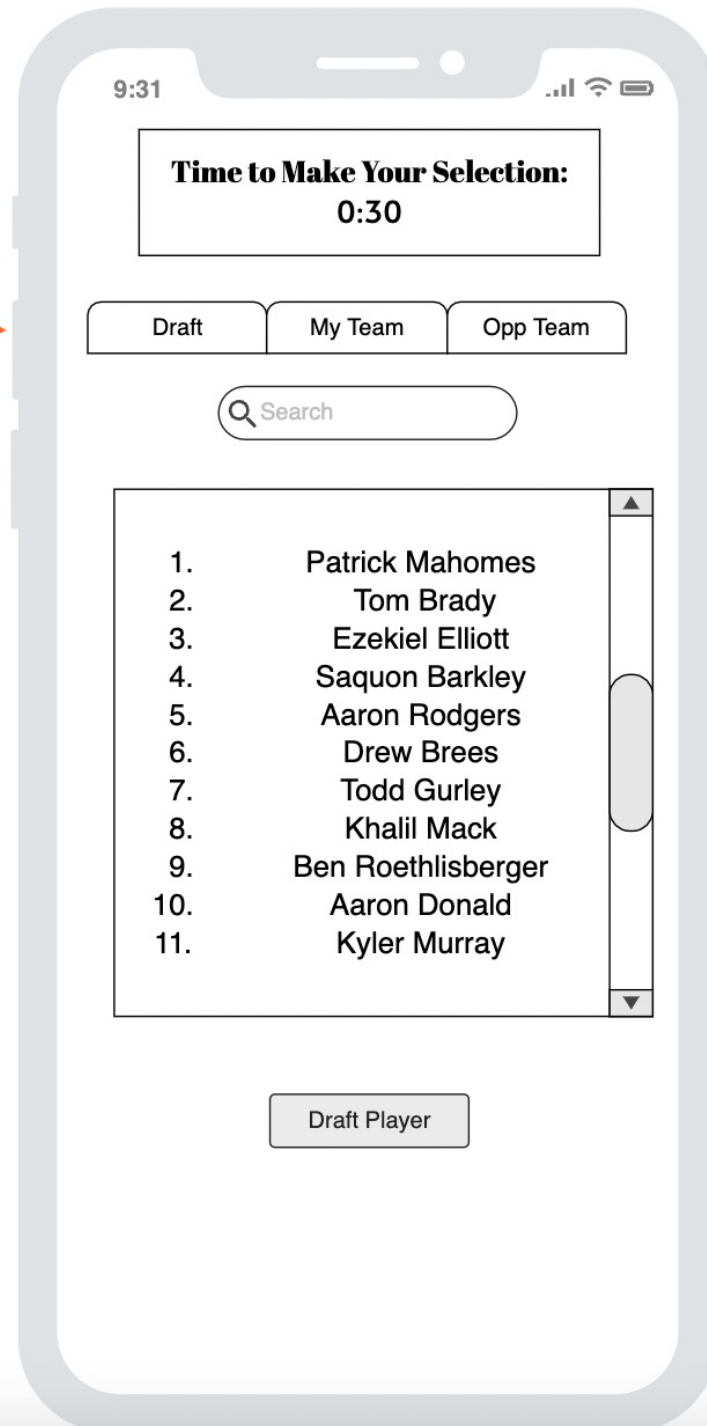 9:31
Time to Make Your Selection:
0:30
Draft My Team Opp Team
Search
1. Patrick Mahomes
2. Tom Brady
3. Ezekiel Elliott
4. Saquon Barkley
5. Aaron Rodgers
6. Drew Brees
7. Todd Gurley
8. Khalil Mack
9. Ben Roethlisberger
10. Aaron Donald
11. Kyler Murray
Draft Player